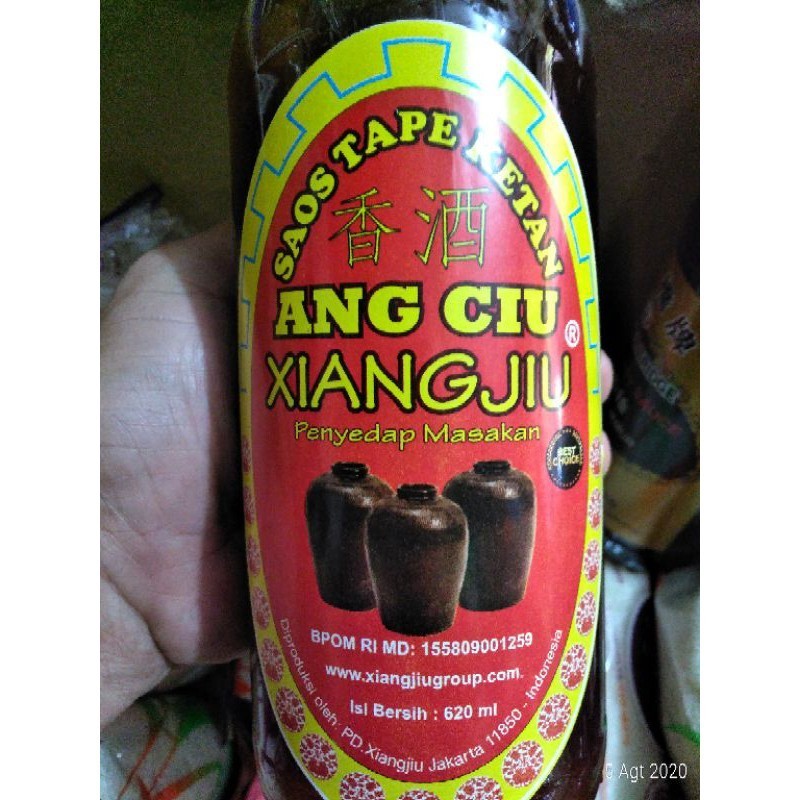 SAOS TAPE KETAN
香酒
ANG CIU
®
XIANGJIU
Penyedap Masakan
BEST
CHOICE
BPOM RI MD: 155809001259
www.xiangjiugroup.com
Isi Bersih : 620 ml
Diproduksi oleh: PD.Xiangjiu Jakarta 11850 - Indonesia
Agt 2020